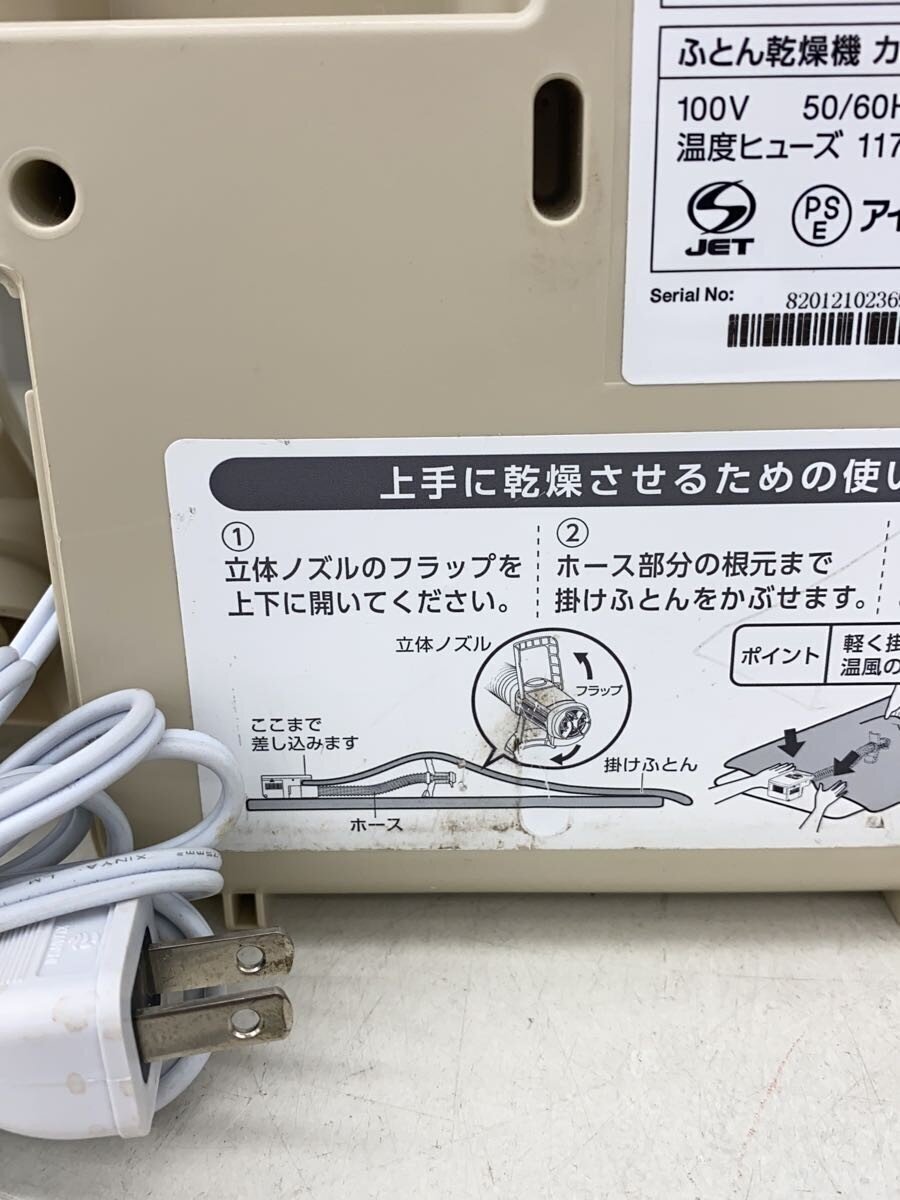 ふとん乾燥機 カ
100V 50/60H
温度ヒューズ 117
JET
PS
E
アイ
Serial No: 8201210236
上手に乾燥させるための使い
①
立体ノズルのフラップを
上下に開いてください。
②
ホース部分の根元まで
掛けふとんをかぶせます。
立体ノズル
フラップ
ここまで
差し込みます
掛けふとん
ホース
ポイント
軽く掛
温風の
XINYA